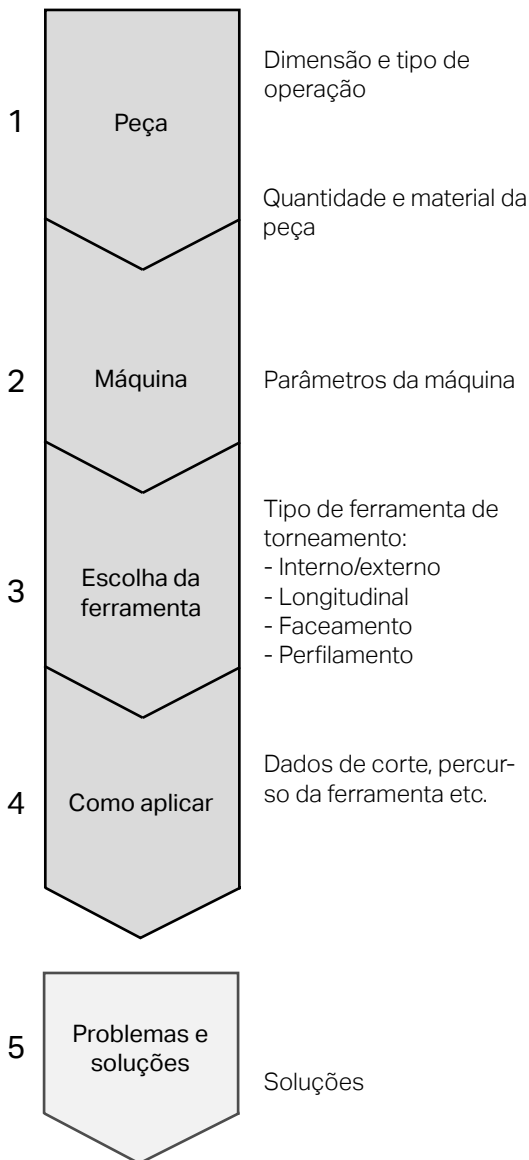 1
Peça
Dimensão e tipo de
operação
Quantidade e material da
peça
2
Máquina
Parâmetros da máquina
3
Escolha da
ferramenta
Tipo de ferramenta de
torneamento:
- Interno/externo
- Longitudinal
- Faceamento
- Perfilamento
4
Como aplicar
Dados de corte, percur-
so da ferramenta etc.
5
Problemas e
soluções
Soluções